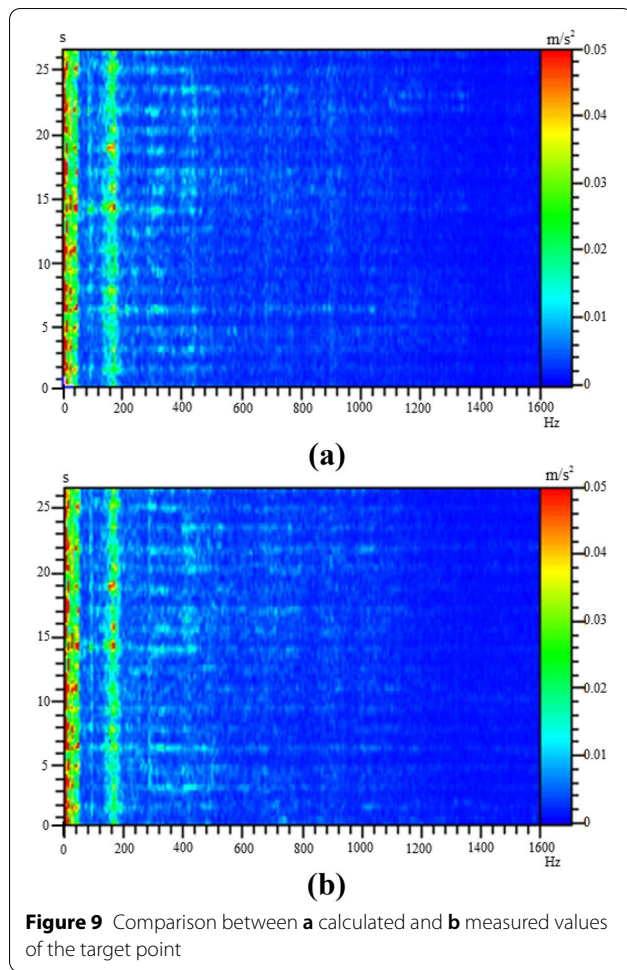 s
m/s²
25
20
15
10
5
0
0.05
0.04
0.03
0.02
0.01
0
0 200 400 600 800 1000 1200 1400 1600
Hz
(a)
s
m/s²
25
20
15
10
5
0
0.05
0.04
0.03
0.02
0.01
0
0 200 400 600 800 1000 1200 1400 1600
Hz
(b)
Figure 9 Comparison between a calculated and b measured values
of the target point